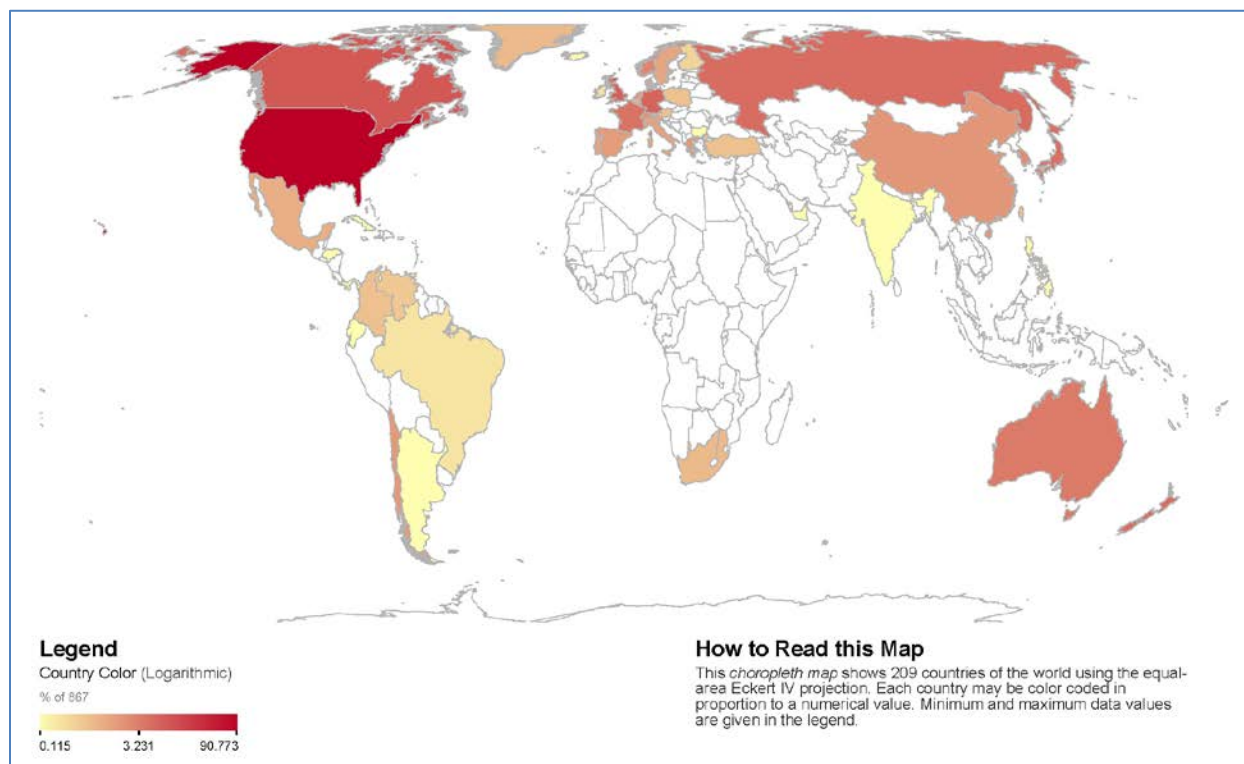 Legend
Country Color (Logarithmic)
% of 867
0.115 3.231 90.773
How to Read this Map
This choropleth map shows 209 countries of the world using the equal-
area Eckert IV projection. Each country may be color coded in
proportion to a numerical value. Minimum and maximum data values
are given in the legend.